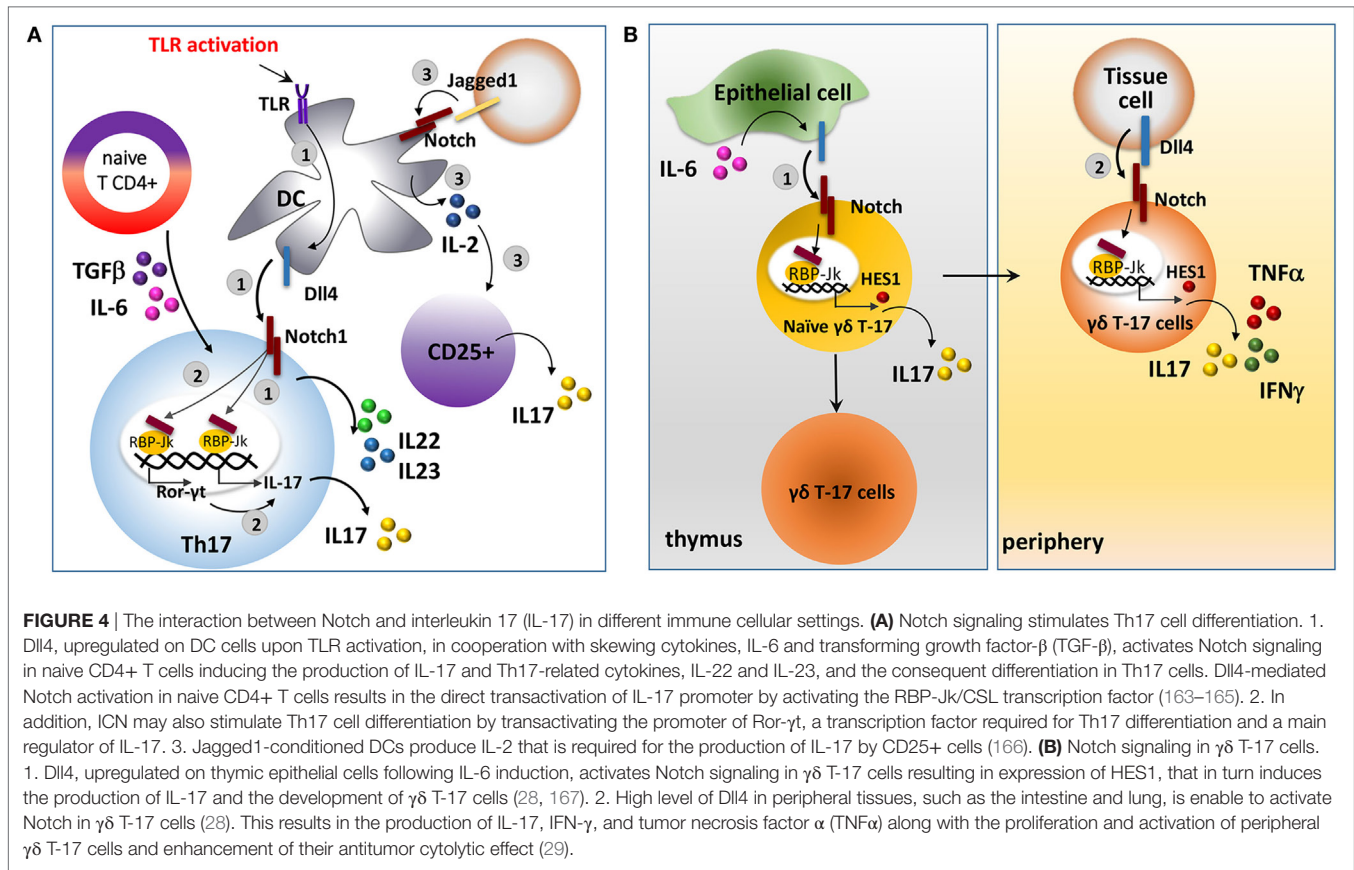 A
TLR activation
TLR
3
Jagged1
Notch
naive
T CD4+
1
DC
3
IL-2
3
TGFβ
IL-6
1
Dll4
Notch1
2
1
CD25+
IL17
RBP-Jk
RBP-Jk
IL22
IL23
Ror-γt
IL-17
2
Th17
IL17
B
Epithelial cell
IL-6
1
Notch
RBP-Jk
HES1
Naïve γδ T-17
IL17
γδ T-17 cells
thymus
Tissue
cell
Dll4
2
Notch
RBP-Jk
HES1
γδ T-17 cells
TNFα
IL17
IFNγ
periphery
FIGURE 4 | The interaction between Notch and interleukin 17 (IL-17) in different immune cellular settings. (A) Notch signaling stimulates Th17 cell differentiation. 1.
Dll4, upregulated on DC cells upon TLR activation, in cooperation with skewing cytokines, IL-6 and transforming growth factor-β (TGF-β), activates Notch signaling
in naive CD4+ T cells inducing the production of IL-17 and Th17-related cytokines, IL-22 and IL-23, and the consequent differentiation in Th17 cells. Dll4-mediated
Notch activation in naive CD4+ T cells results in the direct transactivation of IL-17 promoter by activating the RBP-Jk/CSL transcription factor (163–165). 2. In
addition, ICN may also stimulate Th17 cell differentiation by transactivating the promoter of Ror-γt, a transcription factor required for Th17 differentiation and a main
regulator of IL-17. 3. Jagged1-conditioned DCs produce IL-2 that is required for the production of IL-17 by CD25+ cells (166). (B) Notch signaling in γδ T-17 cells.
1. Dll4, upregulated on thymic epithelial cells following IL-6 induction, activates Notch signaling in γδ T-17 cells resulting in expression of HES1, that in turn induces
the production of IL-17 and the development of γδ T-17 cells (28, 167). 2. High level of Dll4 in peripheral tissues, such as the intestine and lung, is enable to activate
Notch in γδ T-17 cells (28). This results in the production of IL-17, IFN-γ, and tumor necrosis factor α (TNFα) along with the proliferation and activation of peripheral
γδ T-17 cells and enhancement of their antitumor cytolytic effect (29).